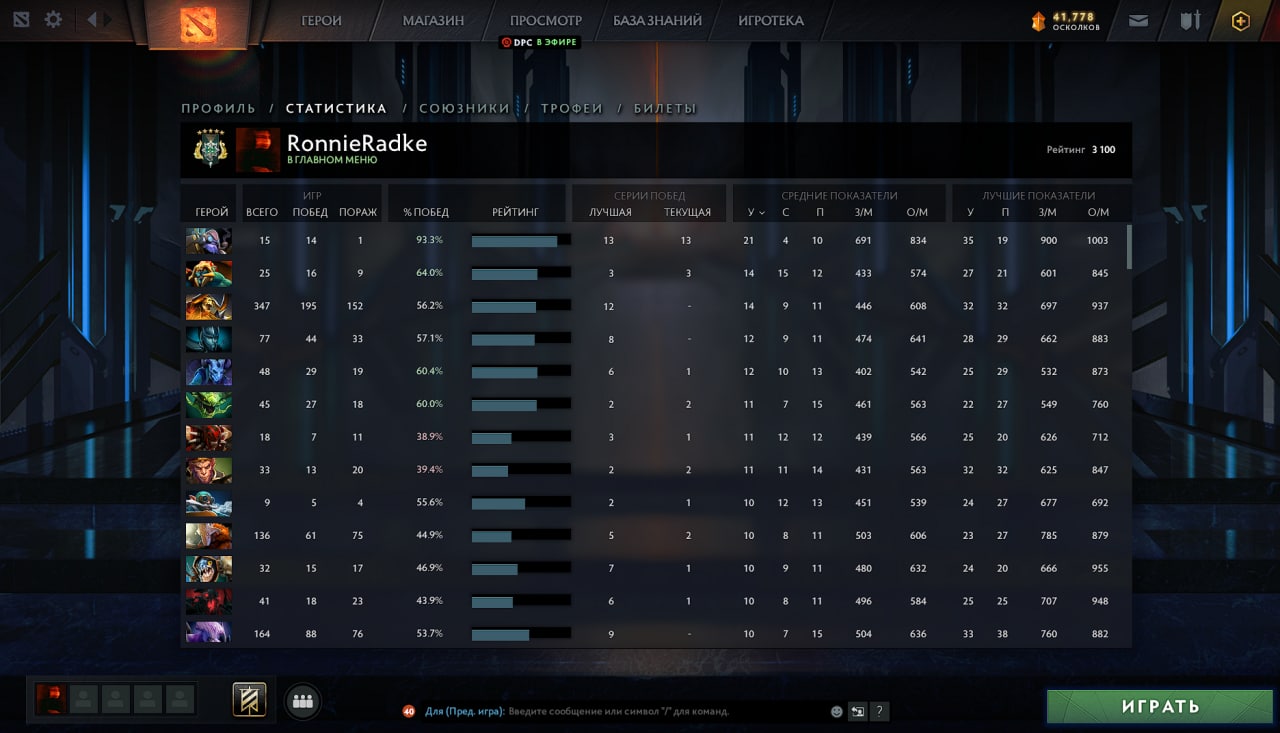 ГЕРОИ МАГАЗИН ПРОСМОТР БАЗА ЗНАНИЙ ИГРОТЕКА 41,778 ОСКОЛКОВ
DPC В ЭФИРЕ
ПРОФИЛЬ / СТАТИСТИКА / СОЮЗНИКИ / ТРОФЕИ / БИЛЕТЫ
RonnieRadke
В ГЛАВНОМ МЕНЮ
Рейтинг 3 100
ИГР СЕРИИ ПОБЕД СРЕДНИЕ ПОКАЗАТЕЛИ ЛУЧШИЕ ПОКАЗАТЕЛИ
ГЕРОЙ ВСЕГО ПОБЕД ПОРАЖ % ПОБЕД РЕЙТИНГ ЛУЧШАЯ ТЕКУЩАЯ У С П З/М О/М У П З/М О/М
15 14 1 93.3% 13 13 21 4 10 691 834 35 19 900 1003
25 16 9 64.0% 3 3 14 15 12 433 574 27 21 601 845
347 195 152 56.2% 12 - 14 9 11 446 608 32 32 697 937
77 44 33 57.1% 8 - 12 9 11 474 641 28 29 662 883
48 29 19 60.4% 6 1 12 10 13 402 542 25 29 532 873
45 27 18 60.0% 2 2 11 7 15 461 563 22 27 549 760
18 7 11 38.9% 3 1 11 12 12 439 566 25 20 626 712
33 13 20 39.4% 2 2 11 11 14 431 563 32 32 625 847
9 5 4 55.6% 2 1 10 12 13 451 539 24 27 677 692
136 61 75 44.9% 5 2 10 8 11 503 606 23 27 785 879
32 15 17 46.9% 7 1 10 9 11 480 632 24 20 666 955
41 18 23 43.9% 6 1 10 8 11 496 584 25 25 707 948
164 88 76 53.7% 9 - 10 7 15 504 636 33 38 760 882
40 Для (Пред. игра): Введите сообщение или символ "/" для команд. ?
ИГРАТЬ